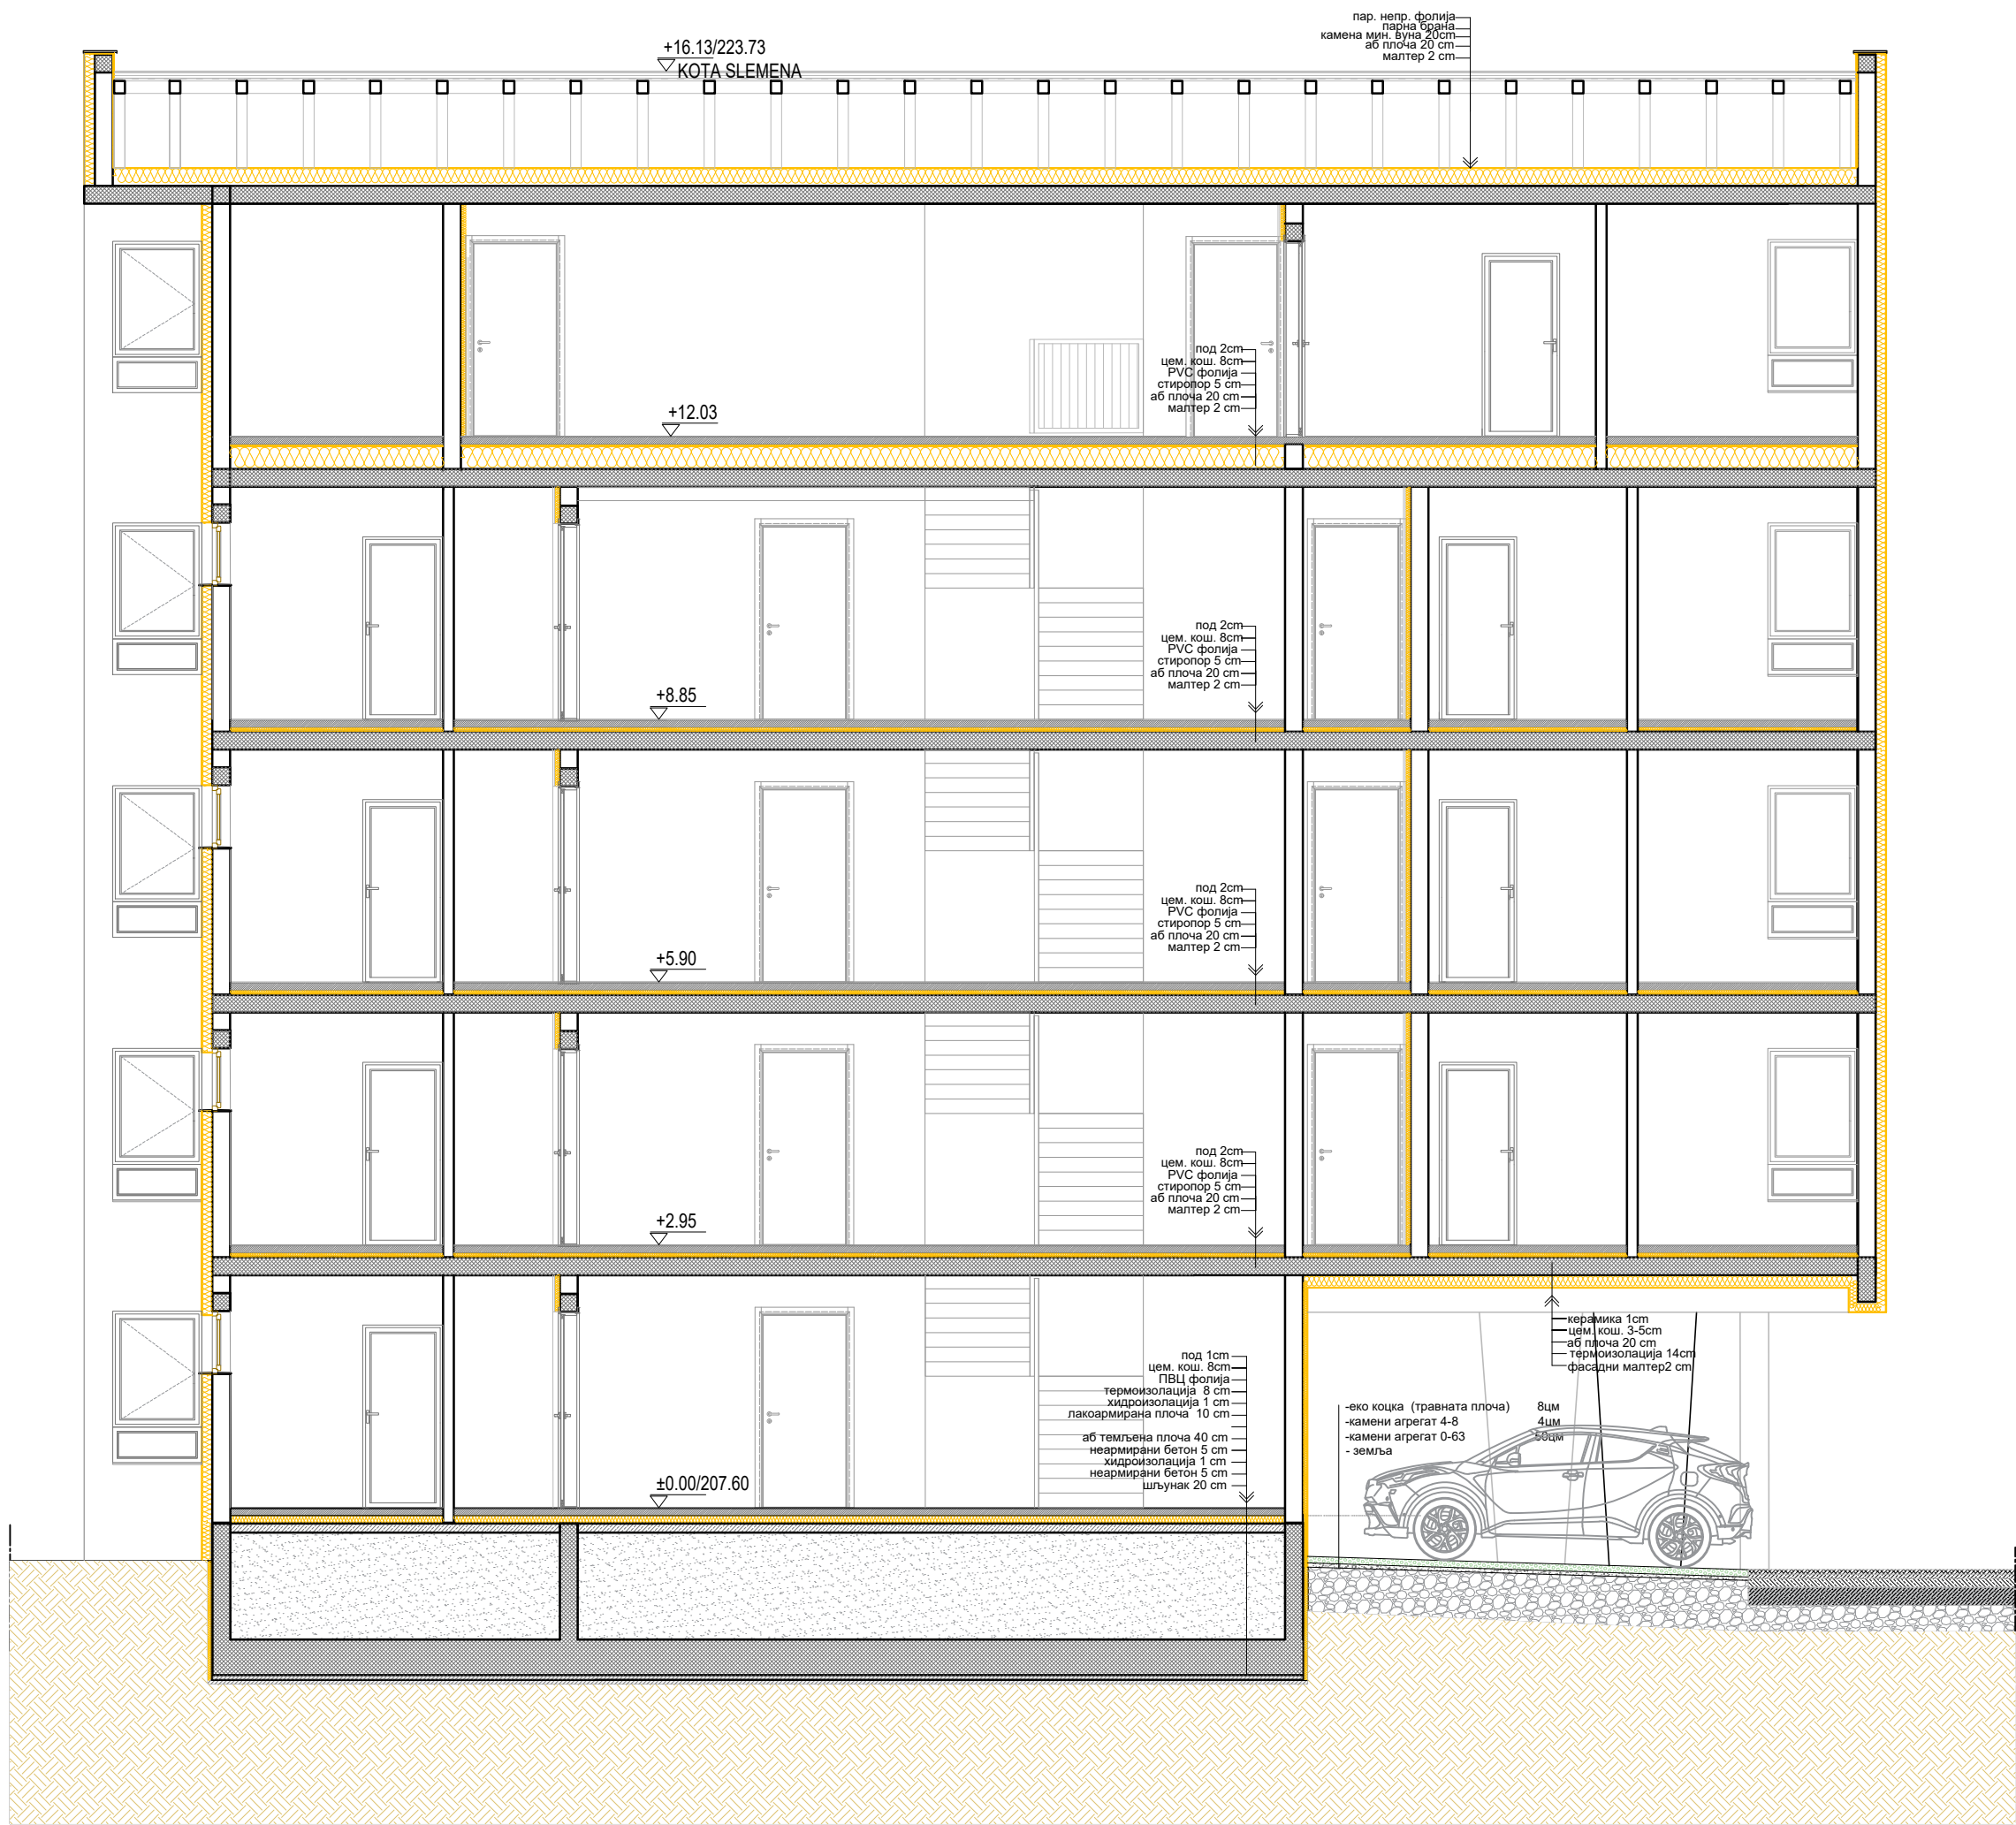 пар. непр. фолија
парна брана
камена мин. вуна 20cm
аб плоча 20 cm
малтер 2 cm
+16.13/223.73
KOTA SLEMENA
под 2cm
цем. кош. 8cm
PVC фолија
стиропор 5 cm
аб плоча 20 cm
малтер 2 cm
+12.03
под 2cm
цем. кош. 8cm
PVC фолија
стиропор 5 cm
аб плоча 20 cm
малтер 2 cm
+8.85
под 2cm
цем. кош. 8cm
PVC фолија
стиропор 5 cm
аб плоча 20 cm
малтер 2 cm
+5.90
под 2cm
цем. кош. 8cm
PVC фолија
стиропор 5 cm
аб плоча 20 cm
малтер 2 cm
+2.95
керамика 1cm
цем. кош. 3-5cm
аб плоча 20 cm
термоизолација 14cm
фасадни малтер2 cm
под 1cm
цем. кош. 8cm
ПВЦ фолија
термоизолација 8 cm
хидроизолација 1 cm
лакоармирана плоча 10 cm
аб темљена плоча 40 cm
неармирани бетон 5 cm
хидроизолација 1 cm
неармирани бетон 5 cm
шљунак 20 cm
-еко коцка (травната плоча) 8цм
-камени агрегат 4-8 4цм
-камени агрегат 0-63 50цм
- земља
±0.00/207.60